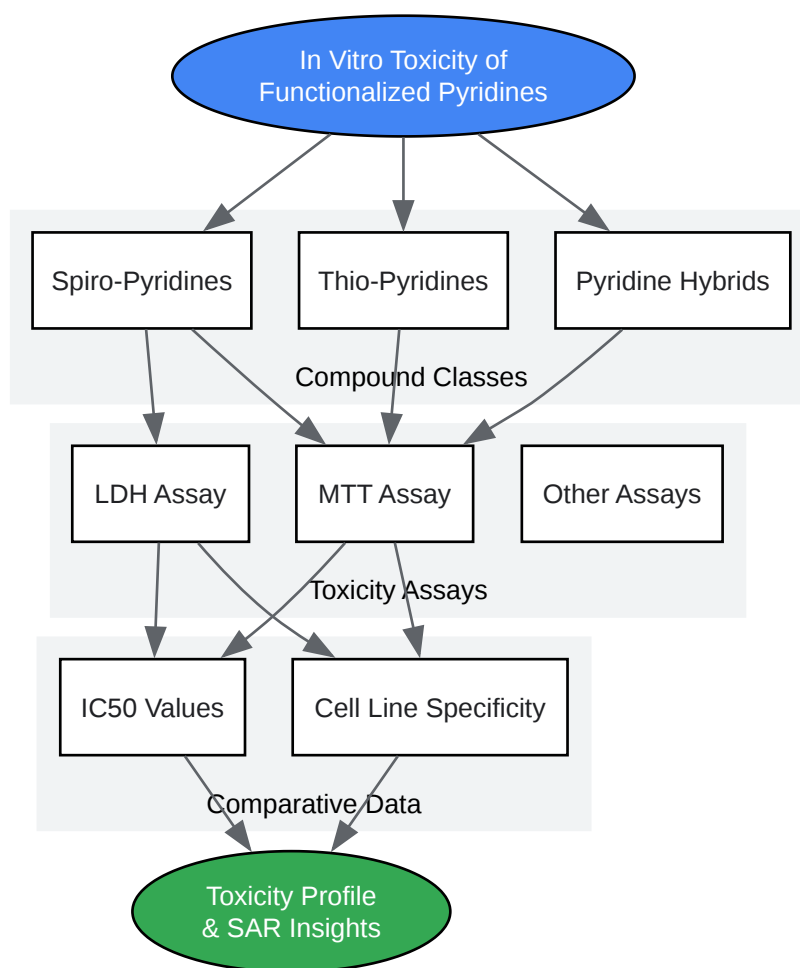 In Vitro Toxicity of
Functionalized Pyridines
Spiro-Pyridines
Thio-Pyridines
Pyridine Hybrids
Compound Classes
LDH Assay
MTT Assay
Other Assays
Toxicity Assays
IC50 Values
Cell Line Specificity
Comparative Data
Toxicity Profile
& SAR Insights